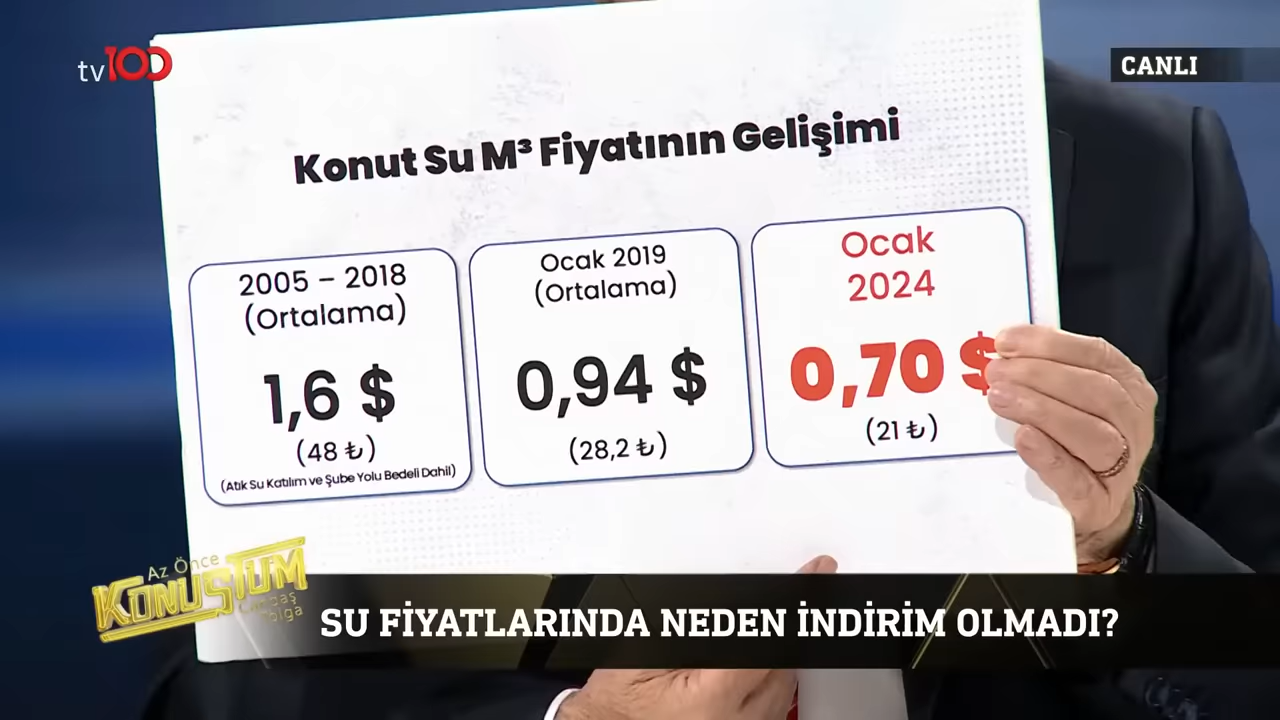 tv100
CANLI
Konut Su M³ Fiyatının Gelişimi
2005 – 2018
(Ortalama)
1,6 $
(48 ₺)
(Atık Su Katılım ve Şube Yolu Bedeli Dahil)
Ocak 2019
(Ortalama)
0,94 $
(28,2 ₺)
Ocak
2024
0,70 $
(21 ₺)
Az Önce
KONUŞTUM
SU FİYATLARINDA NEDEN İNDİRİM OLMADI?